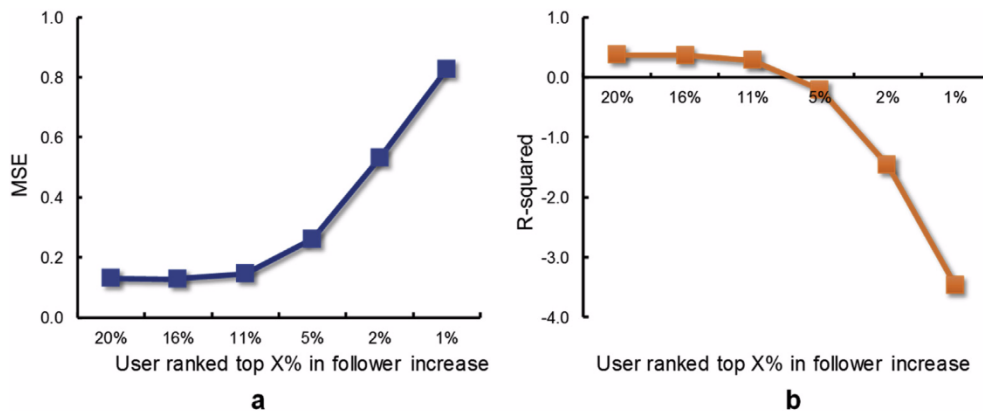 1.0
0.8
0.6
0.4
0.2
0.0
MSE
20% 16% 11% 5% 2% 1%
User ranked top X% in follower increase
a
1.0
0.0
-1.0
-2.0
-3.0
-4.0
R-squared
20% 16% 11% 5% 2% 1%
User ranked top X% in follower increase
b